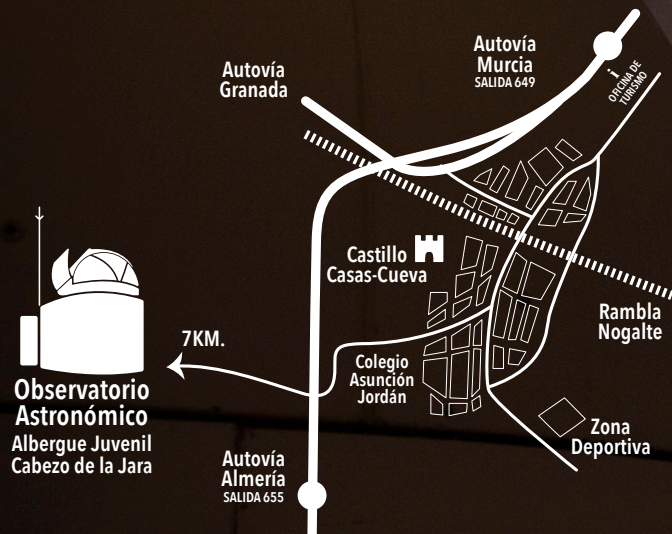 Autovía
Murcia
SALIDA 649
i
OFICINA DE
TURISMO
Autovía
Granada
Castillo
Casas-Cueva
Rambla
Nogalte
7KM.
Colegio
Asunción
Jordán
Observatorio
Astronómico
Albergue Juvenil
Cabezo de la Jara
Zona
Deportiva
Autovía
Almería
SALIDA 655